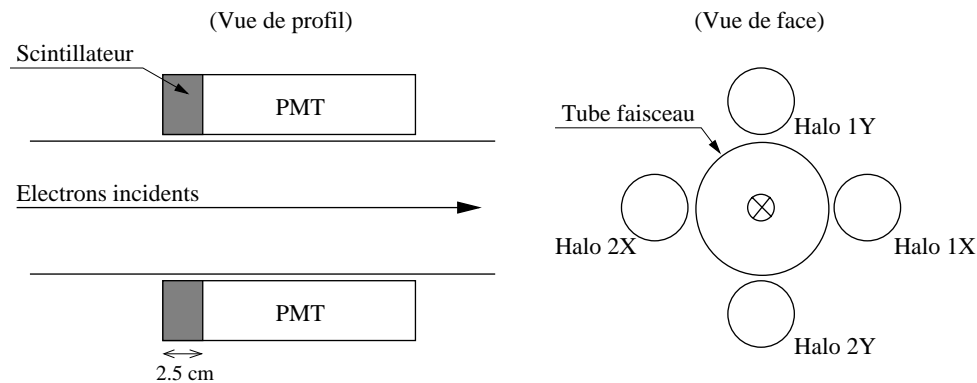 (Vue de profil)
Scintillateur
PMT
Electrons incidents
PMT
2.5 cm
(Vue de face)
Tube faisceau
Halo 1Y
Halo 2X
Halo 1X
Halo 2Y